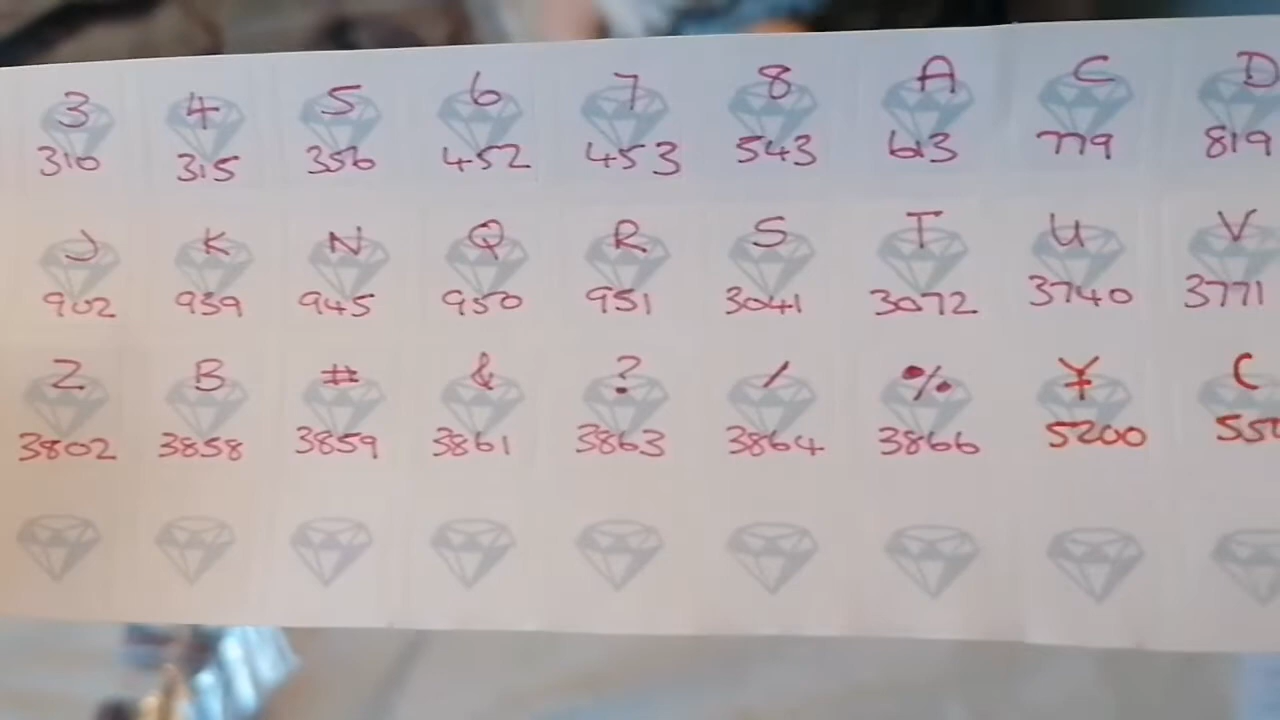 3 4 5 6 7 8 A C D
310 315 356 452 453 543 613 779 819
J K N Q R S T U V
902 939 945 950 951 3041 3072 3740 3771
Z B # & ? / % ¥ (
3802 3858 3859 3861 3863 3864 3866 5200